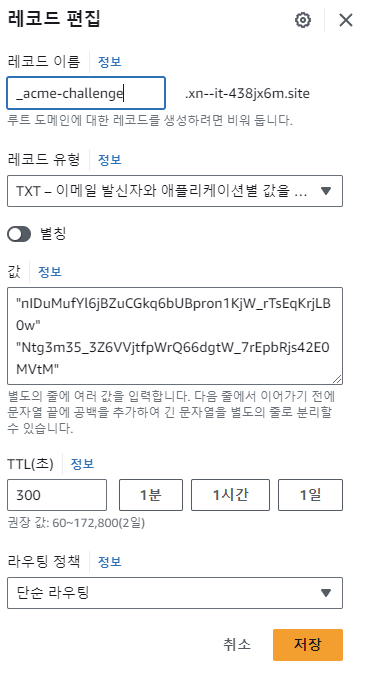 레코드 편집
레코드 이름 정보
_acme-challenge .xn--it-438jx6m.site
루트 도메인에 대한 레코드를 생성하려면 비워 둡니다.
레코드 유형 정보
TXT – 이메일 발신자와 애플리케이션별 값을 ...
별칭
값 정보
"nIDuMufYl6jBZuCGkq6bUBpron1KjW_rTsEqKrjLB
0w"
"Ntg3m35_3Z6VVjtfpWrQ66dgtW_7rEpbRjs42E0
MVtM"
별도의 줄에 여러 값을 입력합니다. 다음 줄에서 이어가기 전에
문자열 끝에 공백을 추가하여 긴 문자열을 별도의 줄로 분리할
수 있습니다.
TTL(초) 정보
300 1분 1시간 1일
권장 값: 60~172,800(2일)
라우팅 정책 정보
단순 라우팅
취소 저장